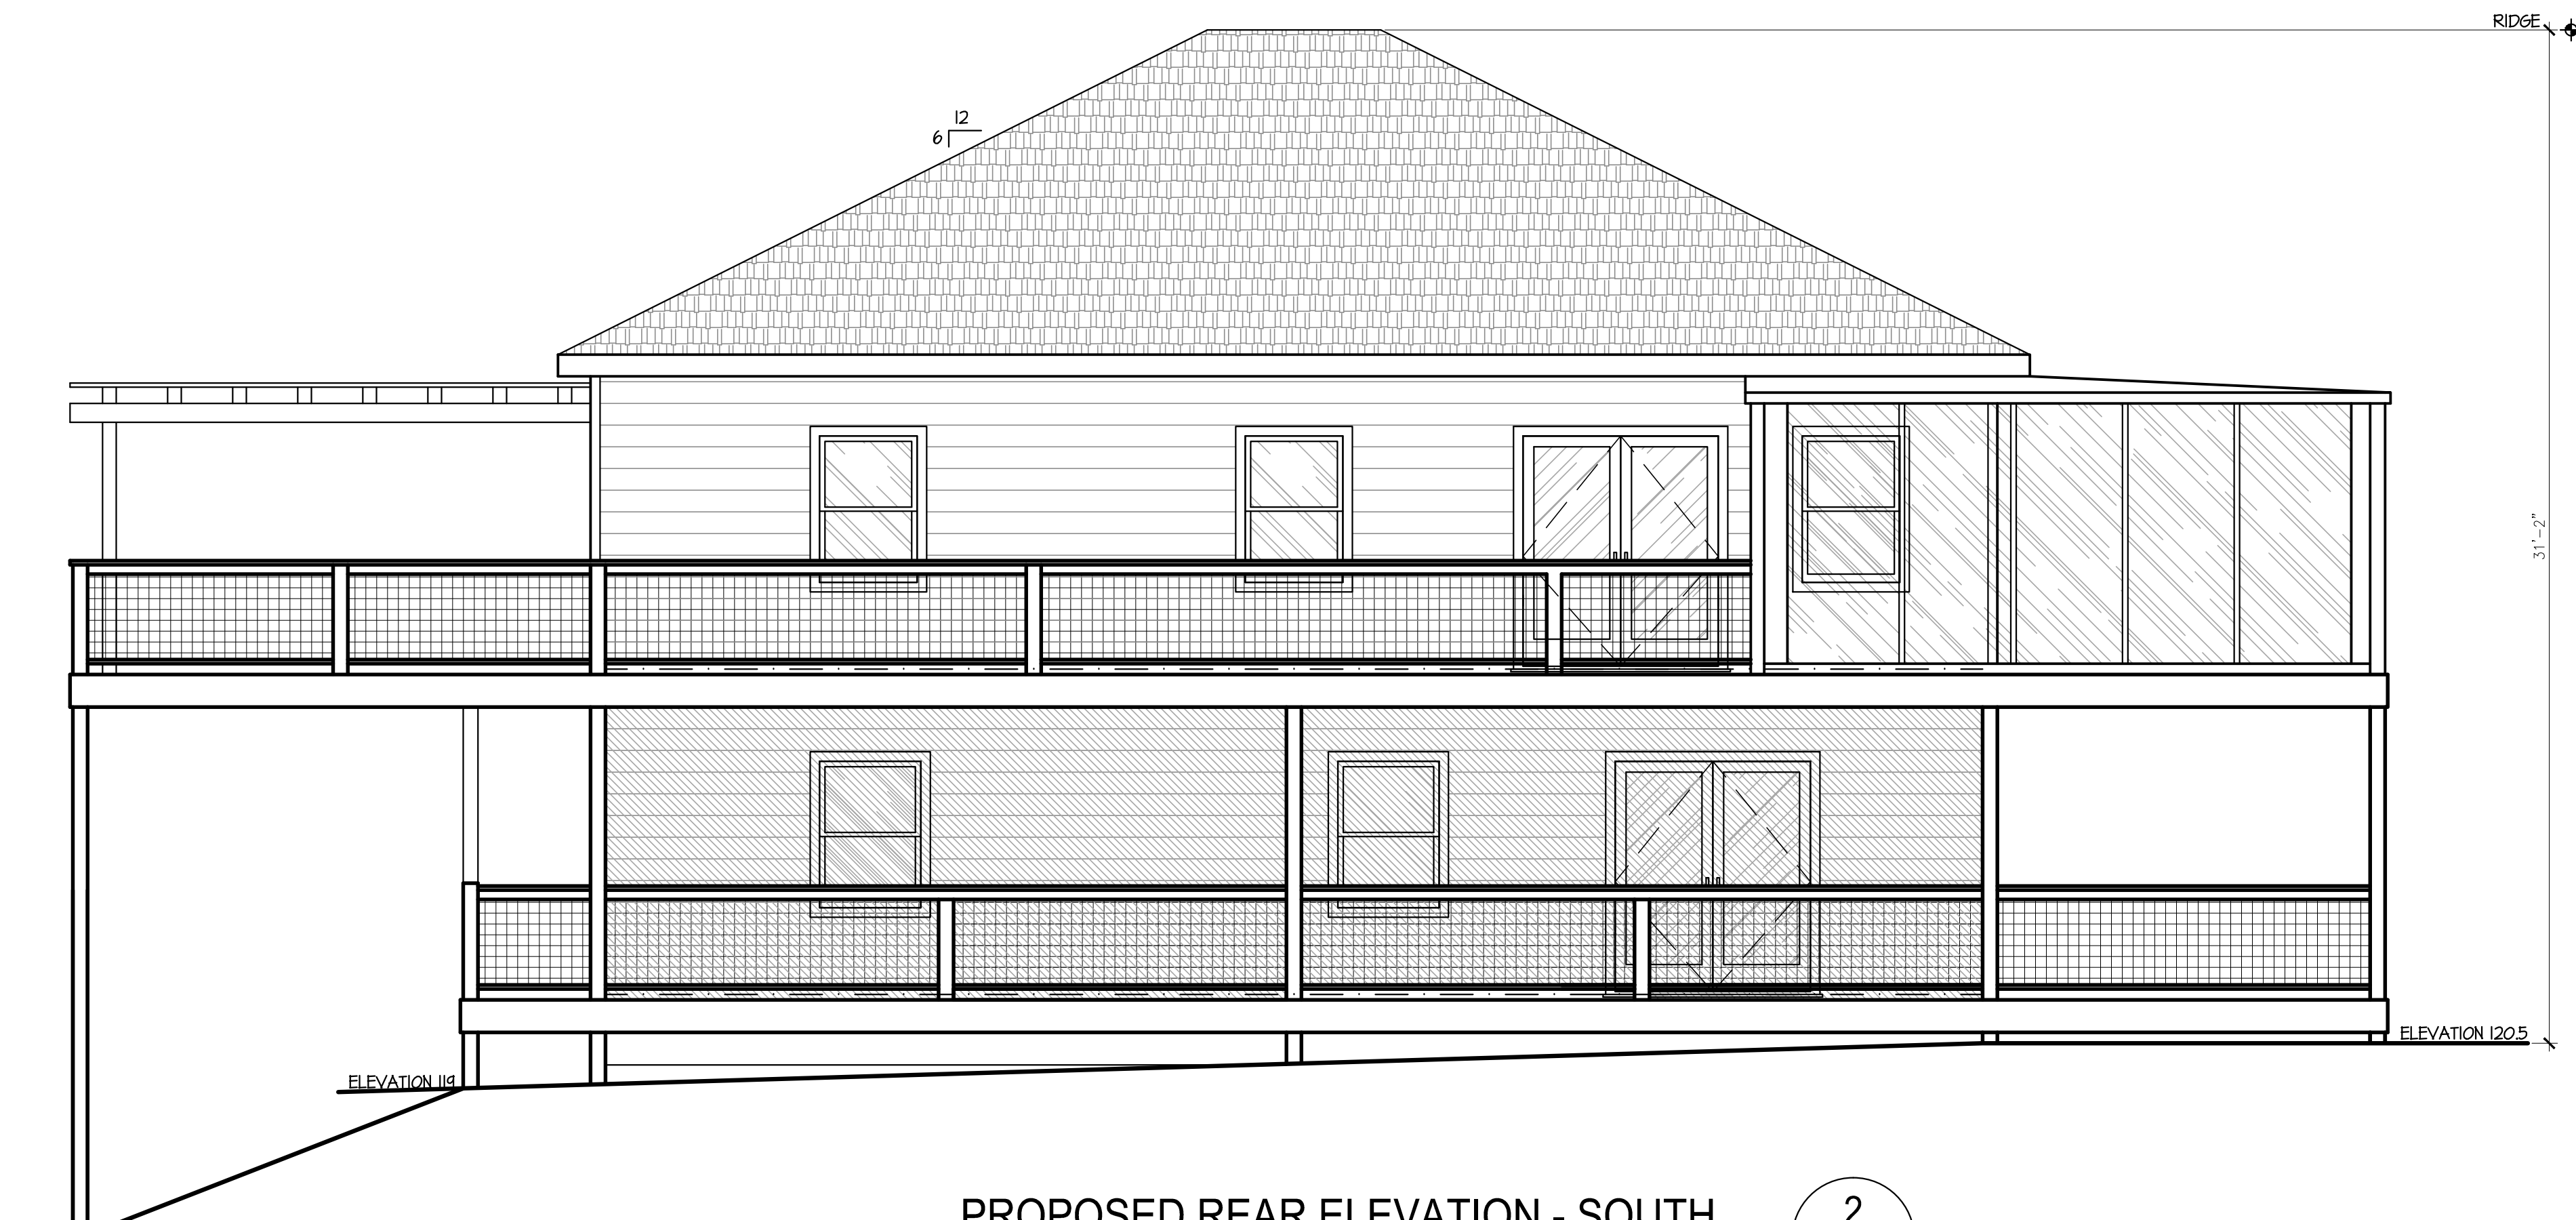 RIDGE
12
6
31'-2"
ELEVATION 120.5
ELEVATION 119
PROPOSED REAR ELEVATION - SOUTH
2